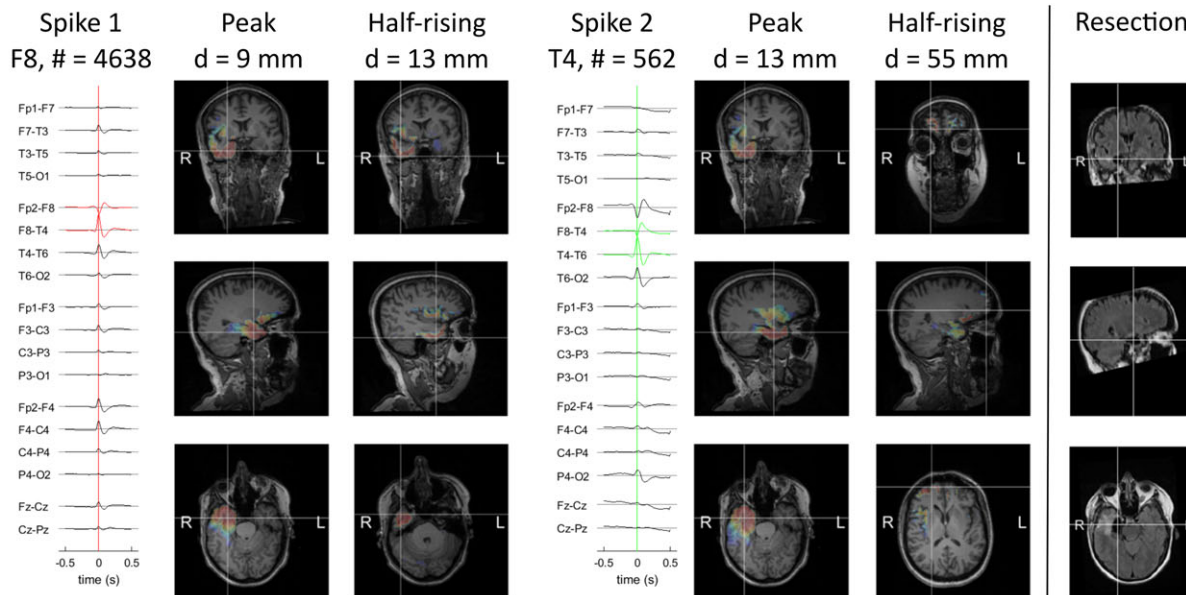 Spike 1
F8, # = 4638
Peak
d = 9 mm
Half-rising
d = 13 mm
Spike 2
T4, # = 562
Peak
d = 13 mm
Half-rising
d = 55 mm
Resection
Fp1-F7
F7-T3
T3-T5
T5-O1
Fp2-F8
F8-T4
T4-T6
T6-O2
Fp1-F3
F3-C3
C3-P3
P3-O1
Fp2-F4
F4-C4
C4-P4
P4-O2
Fz-Cz
Cz-Pz
-0.5 0 0.5
time (s)
R L
R L
Fp1-F7
F7-T3
T3-T5
T5-O1
Fp2-F8
F8-T4
T4-T6
T6-O2
Fp1-F3
F3-C3
C3-P3
P3-O1
Fp2-F4
F4-C4
C4-P4
P4-O2
Fz-Cz
Cz-Pz
-0.5 0 0.5
time (s)
R L
R L
R L
R L